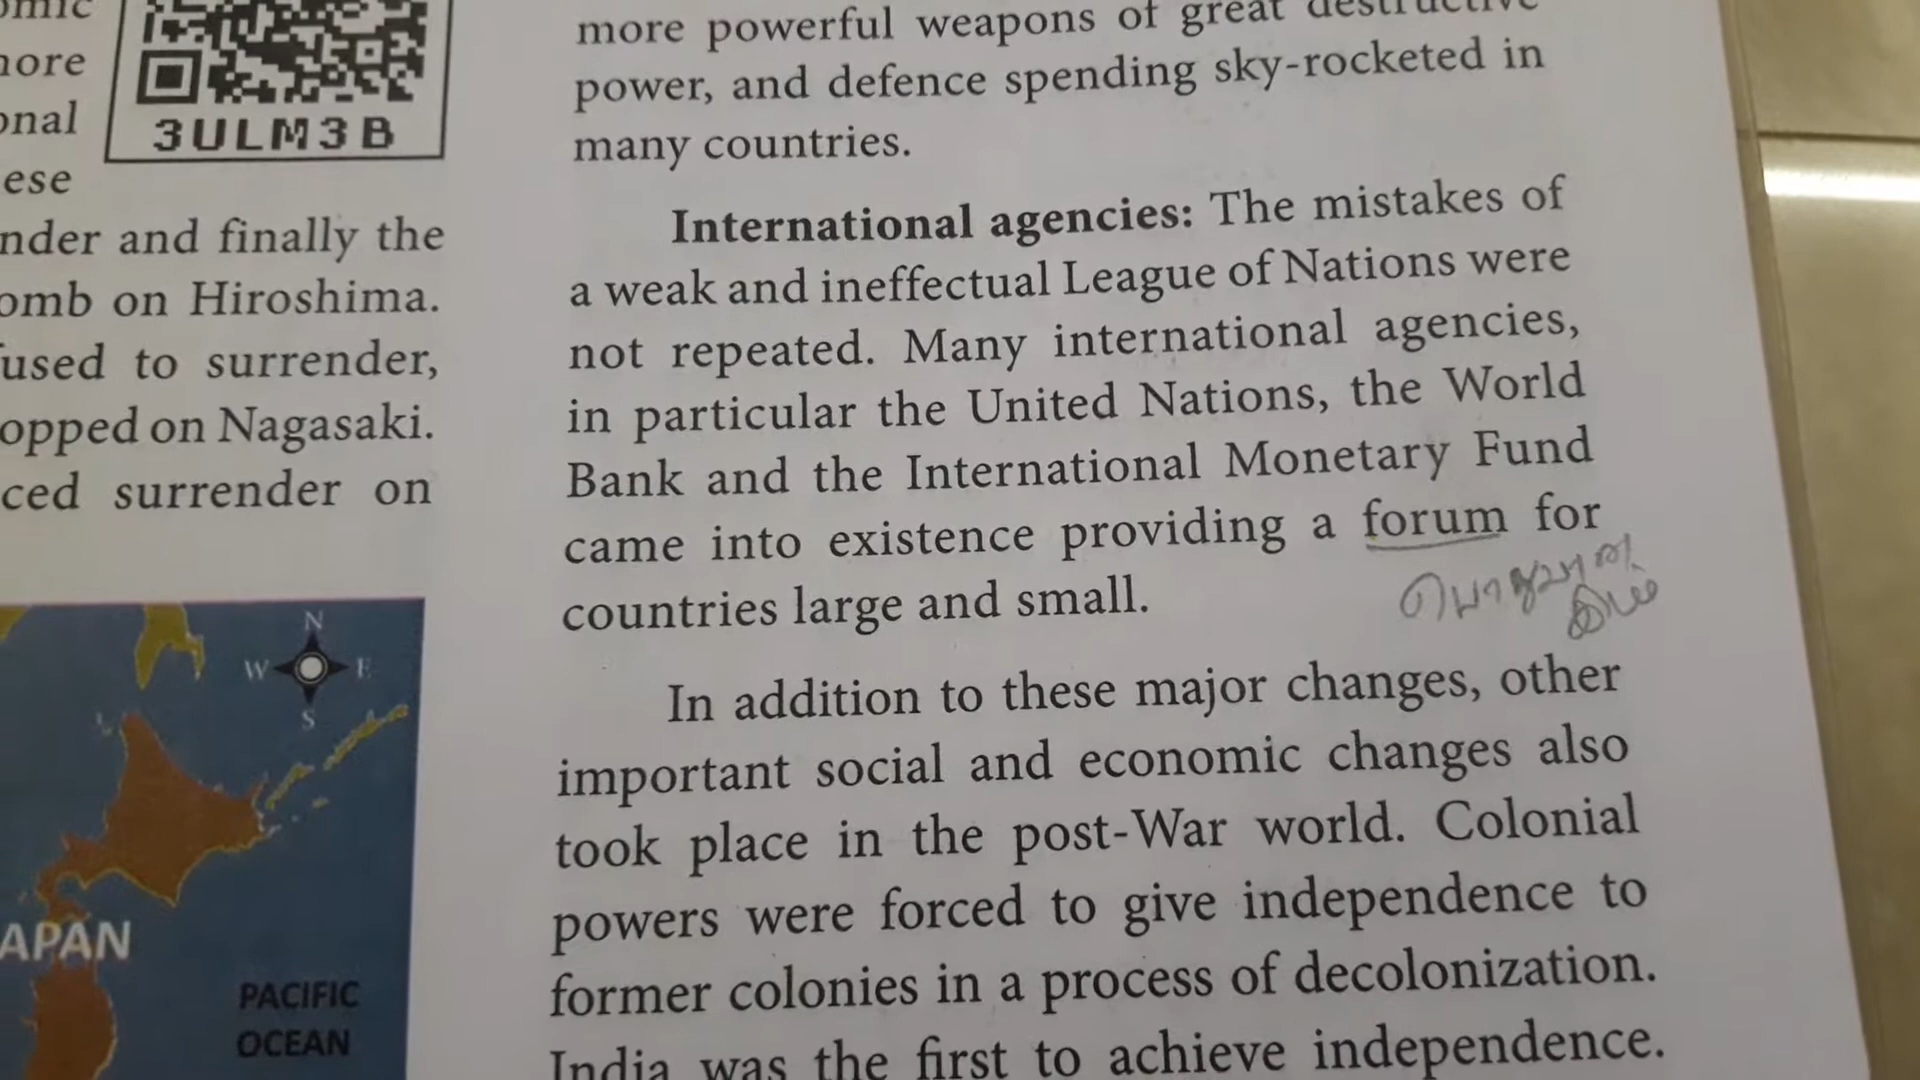 omic
more
onal
3ULM3B
ese
nder and finally the
omb on Hiroshima.
fused to surrender,
opped on Nagasaki.
ced surrender on
N
W E
S
APAN
PACIFIC
OCEAN
more powerful weapons of great destructive
power, and defence spending sky-rocketed in
many countries.
International agencies: The mistakes of
a weak and ineffectual League of Nations were
not repeated. Many international agencies,
in particular the United Nations, the World
Bank and the International Monetary Fund
came into existence providing a forum for
countries large and small.
In addition to these major changes, other
important social and economic changes also
took place in the post-War world. Colonial
powers were forced to give independence to
former colonies in a process of decolonization.
India was the first to achieve independence.